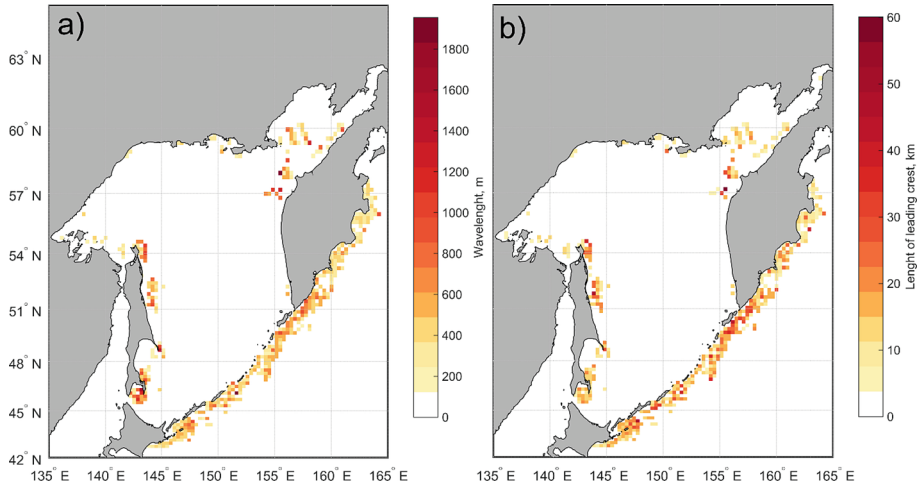 a)
63° N
60° N
57° N
54° N
51° N
48° N
45° N
42° N
135° E
140° E
145° E
150° E
155° E
160° E
165° E
1800
1600
1400
1200
1000
800
600
400
200
0
Wavelenght, m
b)
135° E
140° E
145° E
150° E
155° E
160° E
165° E
60
50
40
30
20
10
0
Lenght of leading crest, km